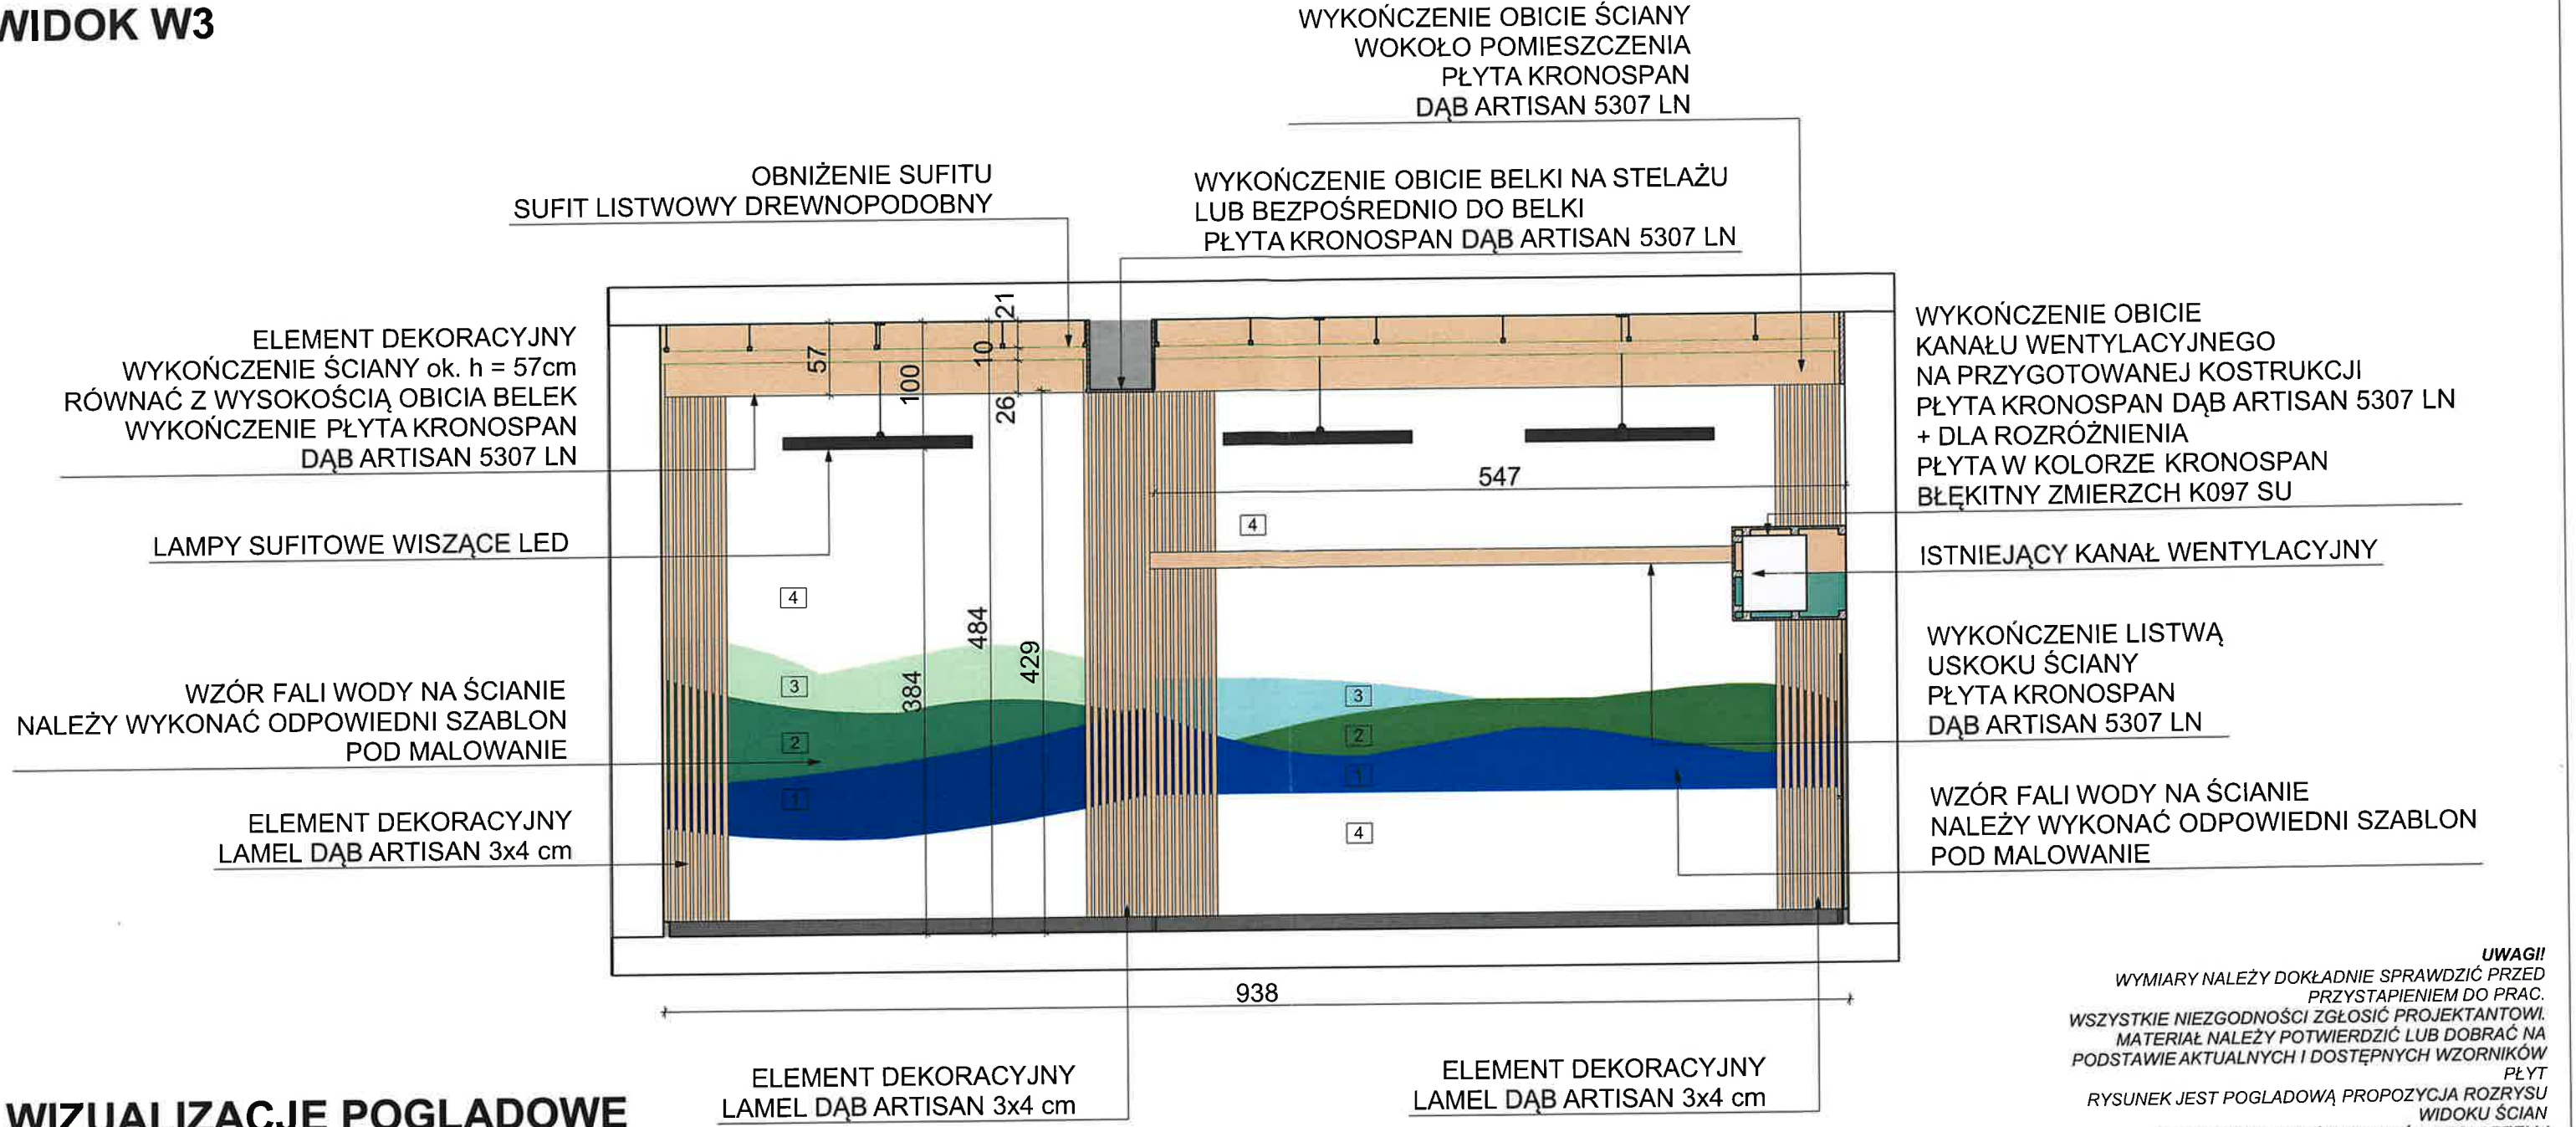 WIDOK W3
WYKOŃCZENIE OBICIE ŚCIANY
WOKOŁO POMIESZCZENIA
PŁYTA KRONOSPAN
DĄB ARTISAN 5307 LN
OBNIŻENIE SUFITU
SUFIT LISTWOWY DREWNOPODOBNY
WYKOŃCZENIE OBICIE BELKI NA STELAŻU
LUB BEZPOŚREDNIO DO BELKI
PŁYTA KRONOSPAN DĄB ARTISAN 5307 LN
ELEMENT DEKORACYJNY
WYKOŃCZENIE ŚCIANY ok. h = 57cm
RÓWNAĆ Z WYSOKOŚCIĄ OBICIA BELEK
WYKOŃCZENIE PŁYTA KRONOSPAN
DĄB ARTISAN 5307 LN
LAMPY SUFITOWE WISZĄCE LED
WZÓR FALI WODY NA ŚCIANIE
NALEŻY WYKONAĆ ODPOWIEDNI SZABLON
POD MALOWANIE
ELEMENT DEKORACYJNY
LAMEL DĄB ARTISAN 3x4 cm
57
100
10
21
26
384
484
429
547
4
3
2
1
4
3
2
1
4
938
WYKOŃCZENIE OBICIE
KANAŁU WENTYLACYJNEGO
NA PRZYGOTOWANEJ KOSTRUKCJI
PŁYTA KRONOSPAN DĄB ARTISAN 5307 LN
+ DLA ROZRÓŻNIENIA
PŁYTA W KOLORZE KRONOSPAN
BŁĘKITNY ZMIERZCH K097 SU
ISTNIEJĄCY KANAŁ WENTYLACYJNY
WYKOŃCZENIE LISTWĄ
USKOKU ŚCIANY
PŁYTA KRONOSPAN
DĄB ARTISAN 5307 LN
WZÓR FALI WODY NA ŚCIANIE
NALEŻY WYKONAĆ ODPOWIEDNI SZABLON
POD MALOWANIE
ELEMENT DEKORACYJNY
LAMEL DĄB ARTISAN 3x4 cm
ELEMENT DEKORACYJNY
LAMEL DĄB ARTISAN 3x4 cm
UWAGI!
WYMIARY NALEŻY DOKŁADNIE SPRAWDZIĆ PRZED
PRZYSTAPIENIEM DO PRAC.
WSZYSTKIE NIEZGODNOŚCI ZGŁOSIĆ PROJEKTANTOWI.
MATERIAŁ NALEŻY POTWIERDZIĆ LUB DOBRAĆ NA
PODSTAWIE AKTUALNYCH I DOSTĘPNYCH WZORNIKÓW
PŁYT
RYSUNEK JEST POGLADOWĄ PROPOZYCJA ROZRYSU
WIDOKU ŚCIAN
WIZUALIZACJE POGLADOWE